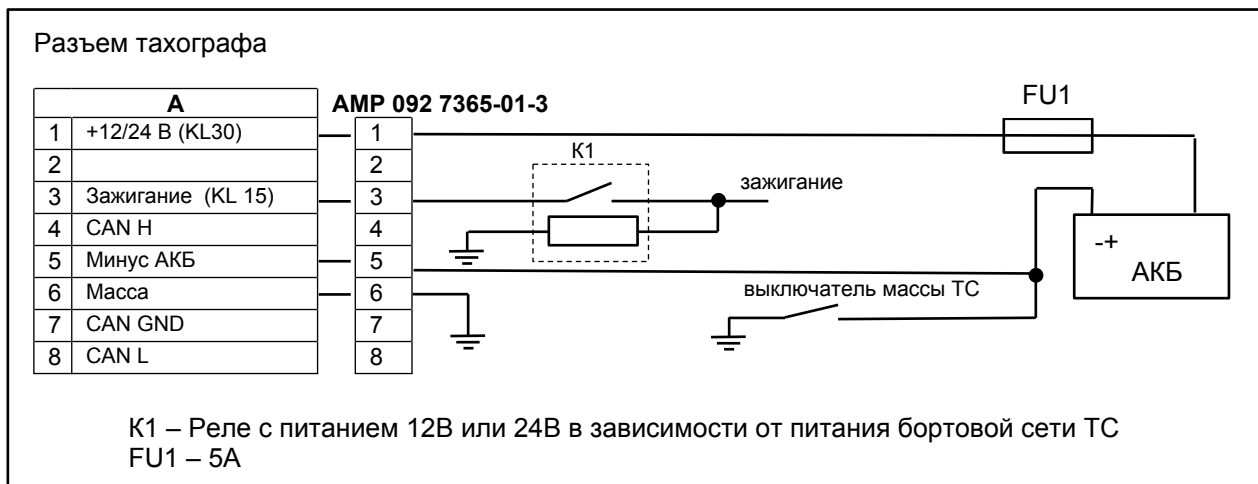 Разъем тахографа
FU1
А AMP 092 7365-01-3
1 +12/24 В (KL30) 1
2 2
К1
3 Зажигание (KL 15) 3 зажигание
4 CAN H 4
5 Минус АКБ 5
-+
АКБ
6 Масса 6 выключатель массы ТС
7 CAN GND 7
8 CAN L 8
К1 – Реле с питанием 12В или 24В в зависимости от питания бортовой сети ТС
FU1 – 5А